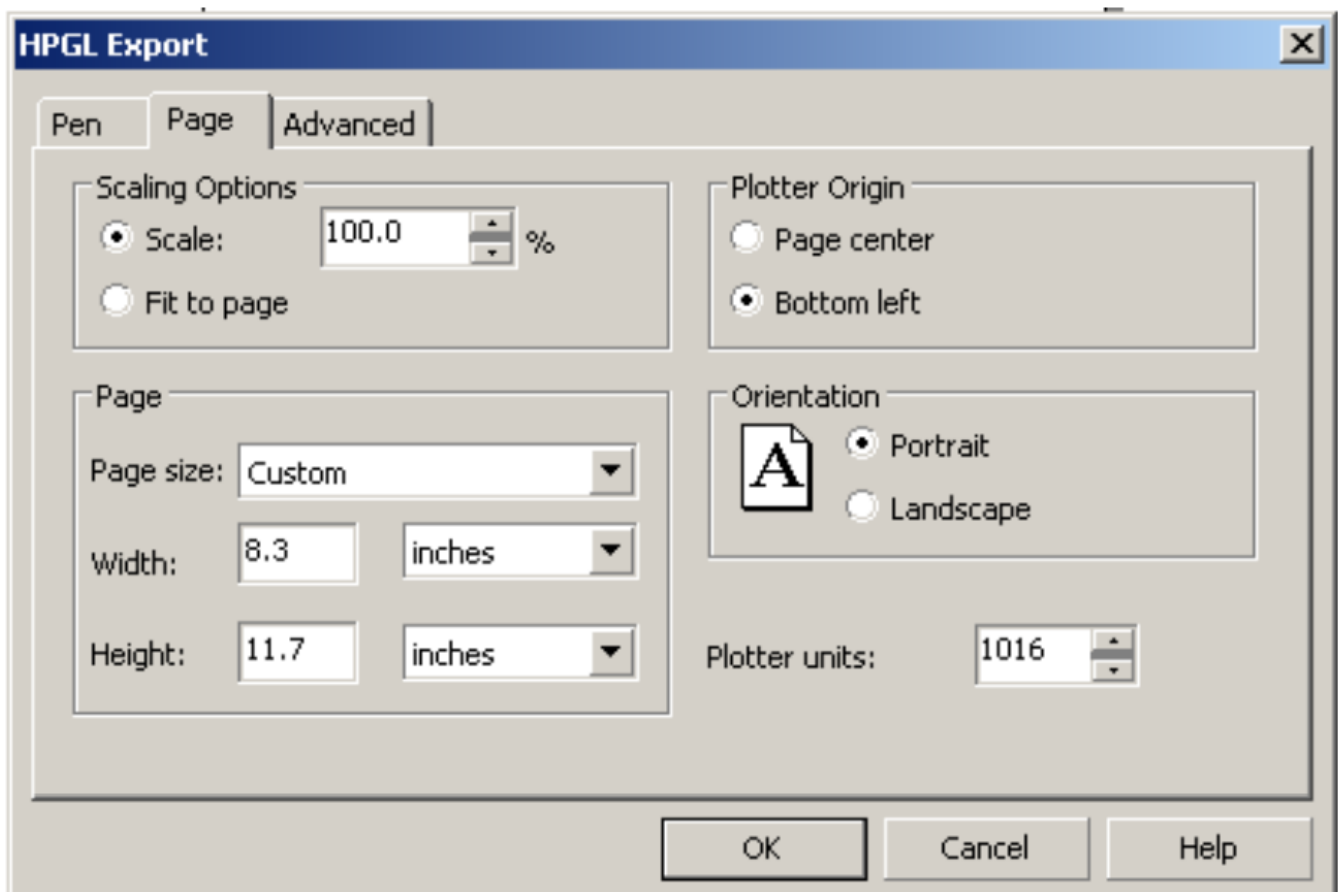 HPGL Export
Pen Page Advanced
Scaling Options
Scale: 100.0 %
Fit to page
Plotter Origin
Page center
Bottom left
Page
Page size: Custom
Width: 8.3 inches
Height: 11.7 inches
Orientation
A
Portrait
Landscape
Plotter units: 1016
OK Cancel Help